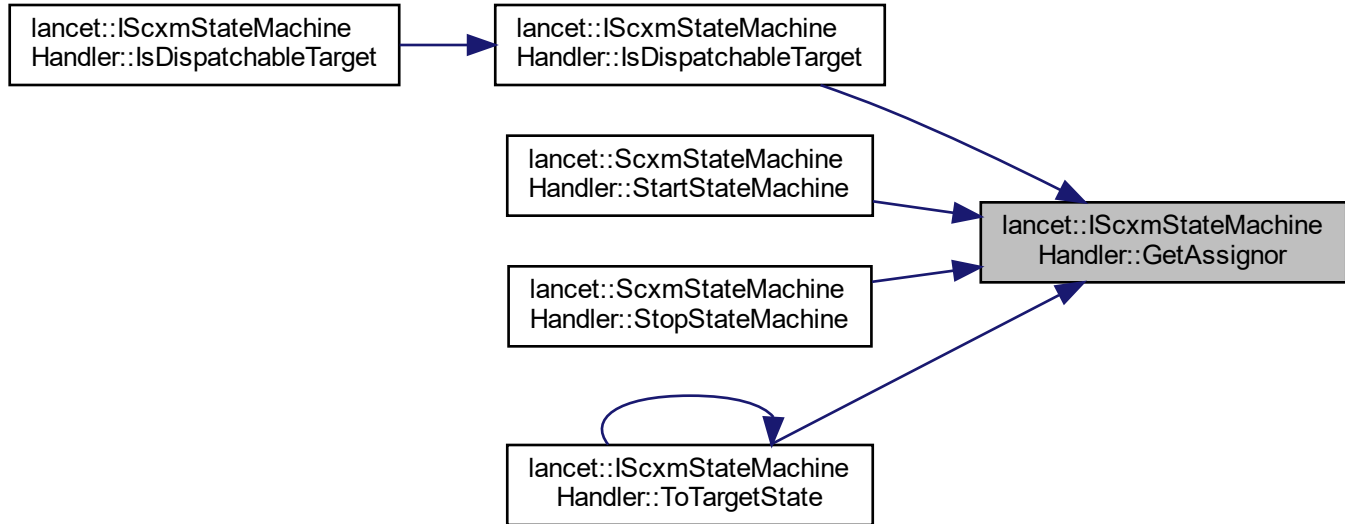 lancet::IScxmStateMachine
Handler::IsDispatchableTarget
lancet::IScxmStateMachine
Handler::IsDispatchableTarget
lancet::ScxmStateMachine
Handler::StartStateMachine
lancet::IScxmStateMachine
Handler::GetAssignor
lancet::ScxmStateMachine
Handler::StopStateMachine
lancet::IScxmStateMachine
Handler::ToTargetState